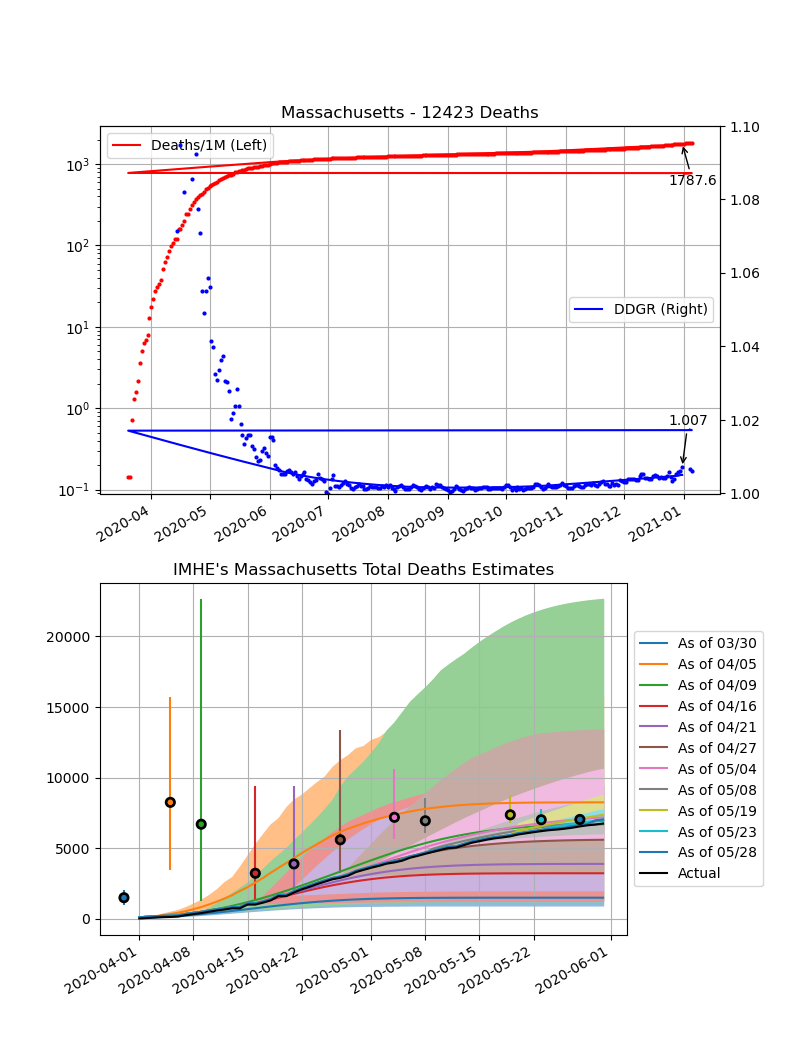 Massachusetts - 12423 Deaths
Deaths/1M (Left)
DDGR (Right)
1787.6
1.007
10³
10²
10¹
10⁰
10⁻¹
1.10
1.08
1.06
1.04
1.02
1.00
2020-04
2020-05
2020-06
2020-07
2020-08
2020-09
2020-10
2020-11
2020-12
2021-01
IMHE's Massachusetts Total Deaths Estimates
20000
15000
10000
5000
0
2020-04-01
2020-04-08
2020-04-15
2020-04-22
2020-05-01
2020-05-08
2020-05-15
2020-05-22
2020-06-01
As of 03/30
As of 04/05
As of 04/09
As of 04/16
As of 04/21
As of 04/27
As of 05/04
As of 05/08
As of 05/19
As of 05/23
As of 05/28
Actual